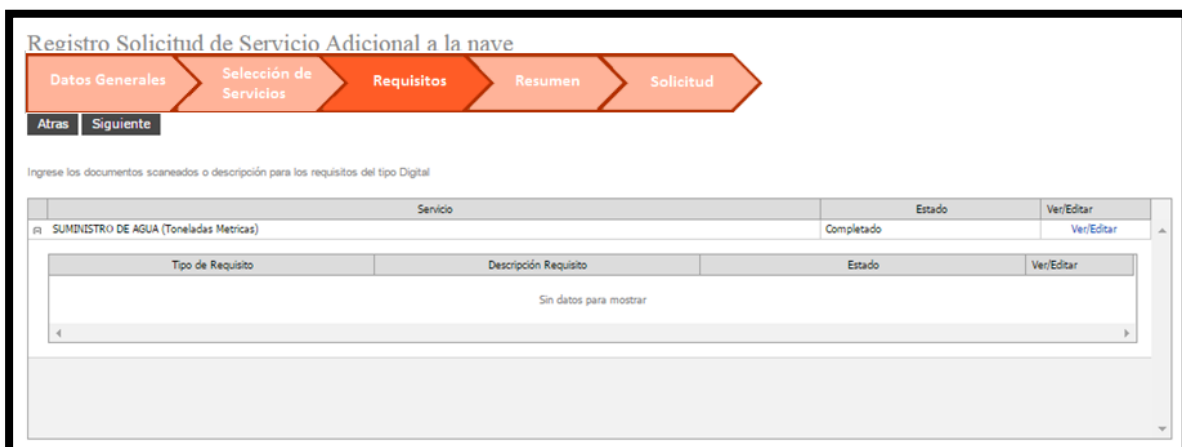 Registro Solicitud de Servicio Adicional a la nave
Datos Generales
Selección de
Servicios
Requisitos
Resumen
Solicitud
Atras
Siguiente
Ingrese los documentos scaneados o descripción para los requisitos del tipo Digital
Servicio Estado Ver/Editar
SUMINISTRO DE AGUA (Toneladas Metricas) Completado Ver/Editar
Tipo de Requisito Descripción Requisito Estado Ver/Editar
Sin datos para mostrar